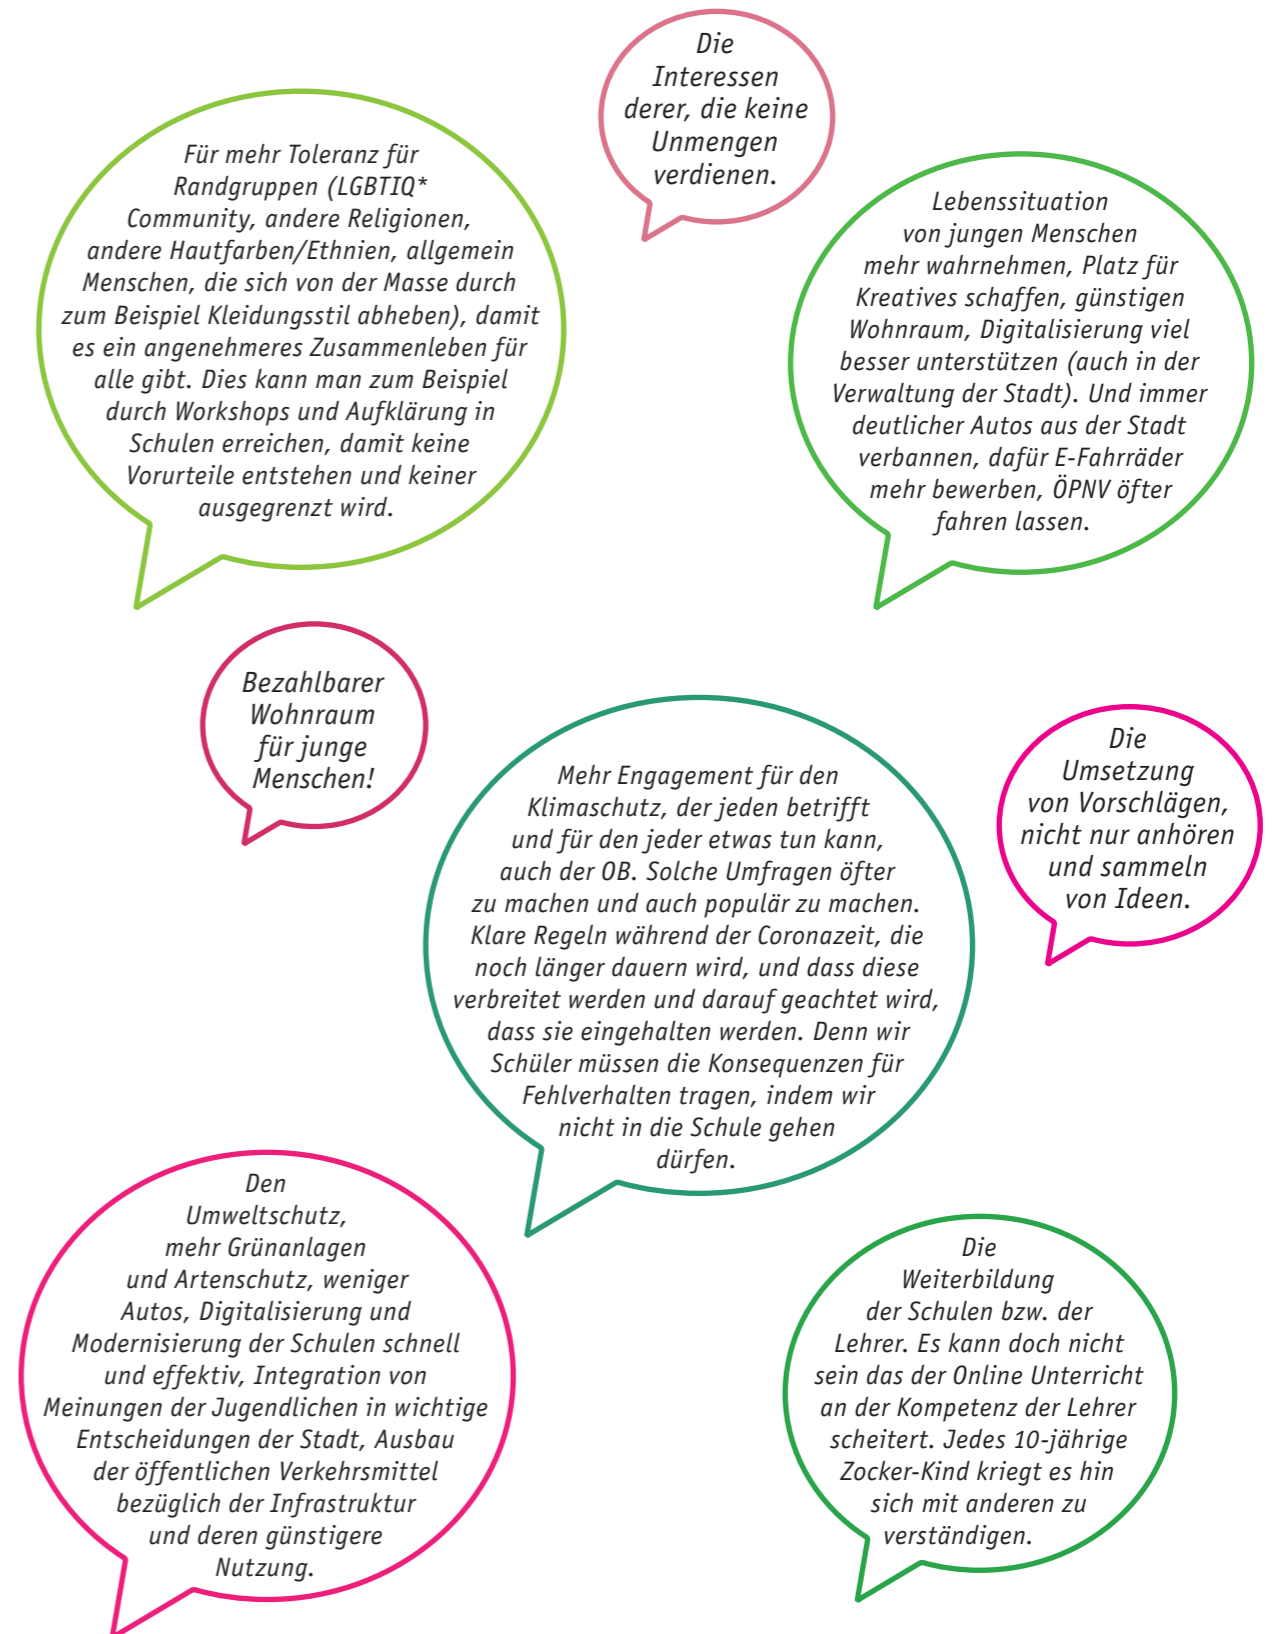 Die
Interessen
derer, die keine
Unmengen
verdienen.
Für mehr Toleranz für
Randgruppen (LGBTIQ*
Community, andere Religionen,
andere Hautfarben/Ethnien, allgemein
Menschen, die sich von der Masse durch
zum Beispiel Kleidungsstil abheben), damit
es ein angenehmeres Zusammenleben für
alle gibt. Dies kann man zum Beispiel
durch Workshops und Aufklärung in
Schulen erreichen, damit keine
Vorurteile entstehen und keiner
ausgegrenzt wird.
Lebenssituation
von jungen Menschen
mehr wahrnehmen, Platz für
Kreatives schaffen, günstigen
Wohnraum, Digitalisierung viel
besser unterstützen (auch in der
Verwaltung der Stadt). Und immer
deutlicher Autos aus der Stadt
verbannen, dafür E-Fahrräder
mehr bewerben, ÖPNV öfter
fahren lassen.
Bezahlbarer
Wohnraum
für junge
Menschen!
Mehr Engagement für den
Klimaschutz, der jeden betrifft
und für den jeder etwas tun kann,
auch der OB. Solche Umfragen öfter
zu machen und auch populär zu machen.
Klare Regeln während der Coronazeit, die
noch länger dauern wird, und dass diese
verbreitet werden und darauf geachtet wird,
dass sie eingehalten werden. Denn wir
Schüler müssen die Konsequenzen für
Fehlverhalten tragen, indem wir
nicht in die Schule gehen
dürfen.
Die
Umsetzung
von Vorschlägen,
nicht nur anhören
und sammeln
von Ideen.
Den
Umweltschutz,
mehr Grünanlagen
und Artenschutz, weniger
Autos, Digitalisierung und
Modernisierung der Schulen schnell
und effektiv, Integration von
Meinungen der Jugendlichen in wichtige
Entscheidungen der Stadt, Ausbau
der öffentlichen Verkehrsmittel
bezüglich der Infrastruktur
und deren günstigere
Nutzung.
Die
Weiterbildung
der Schulen bzw. der
Lehrer. Es kann doch nicht
sein das der Online Unterricht
an der Kompetenz der Lehrer
scheitert. Jedes 10-jährige
Zocker-Kind kriegt es hin
sich mit anderen zu
verständigen.